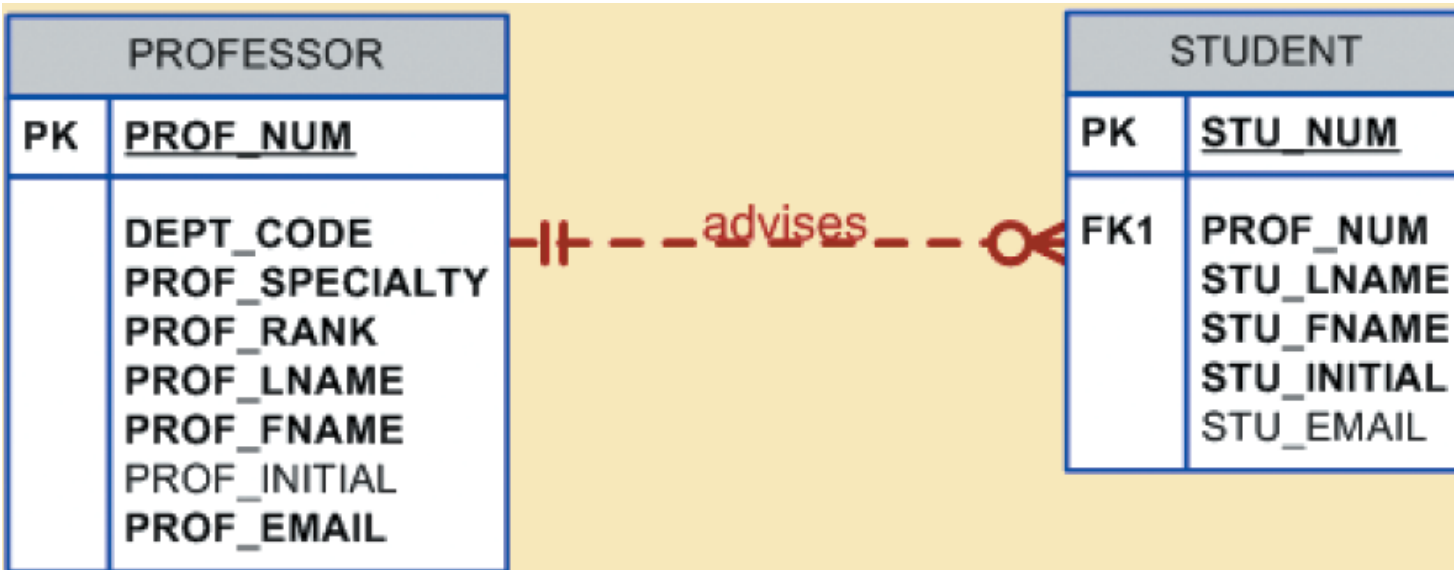 PROFESSOR
PK PROF_NUM
DEPT_CODE
PROF_SPECIALTY
PROF_RANK
PROF_LNAME
PROF_FNAME
PROF_INITIAL
PROF_EMAIL
advises
STUDENT
PK STU_NUM
FK1 PROF_NUM
STU_LNAME
STU_FNAME
STU_INITIAL
STU_EMAIL